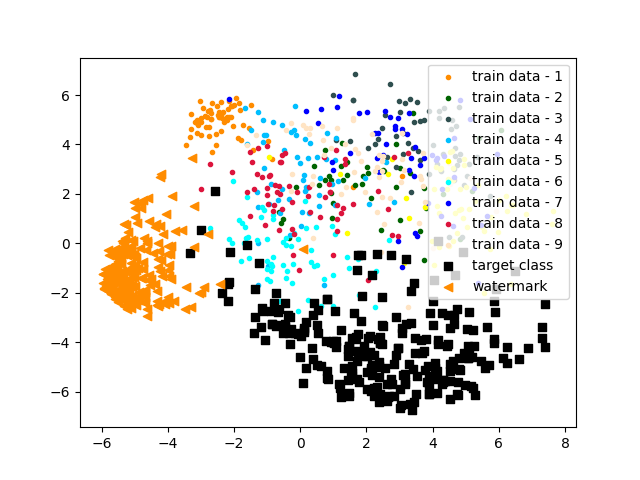 train data - 1
train data - 2
train data - 3
train data - 4
train data - 5
train data - 6
train data - 7
train data - 8
train data - 9
target class
watermark
6
4
2
0
−2
−4
−6
−6 −4 −2 0 2 4 6 8